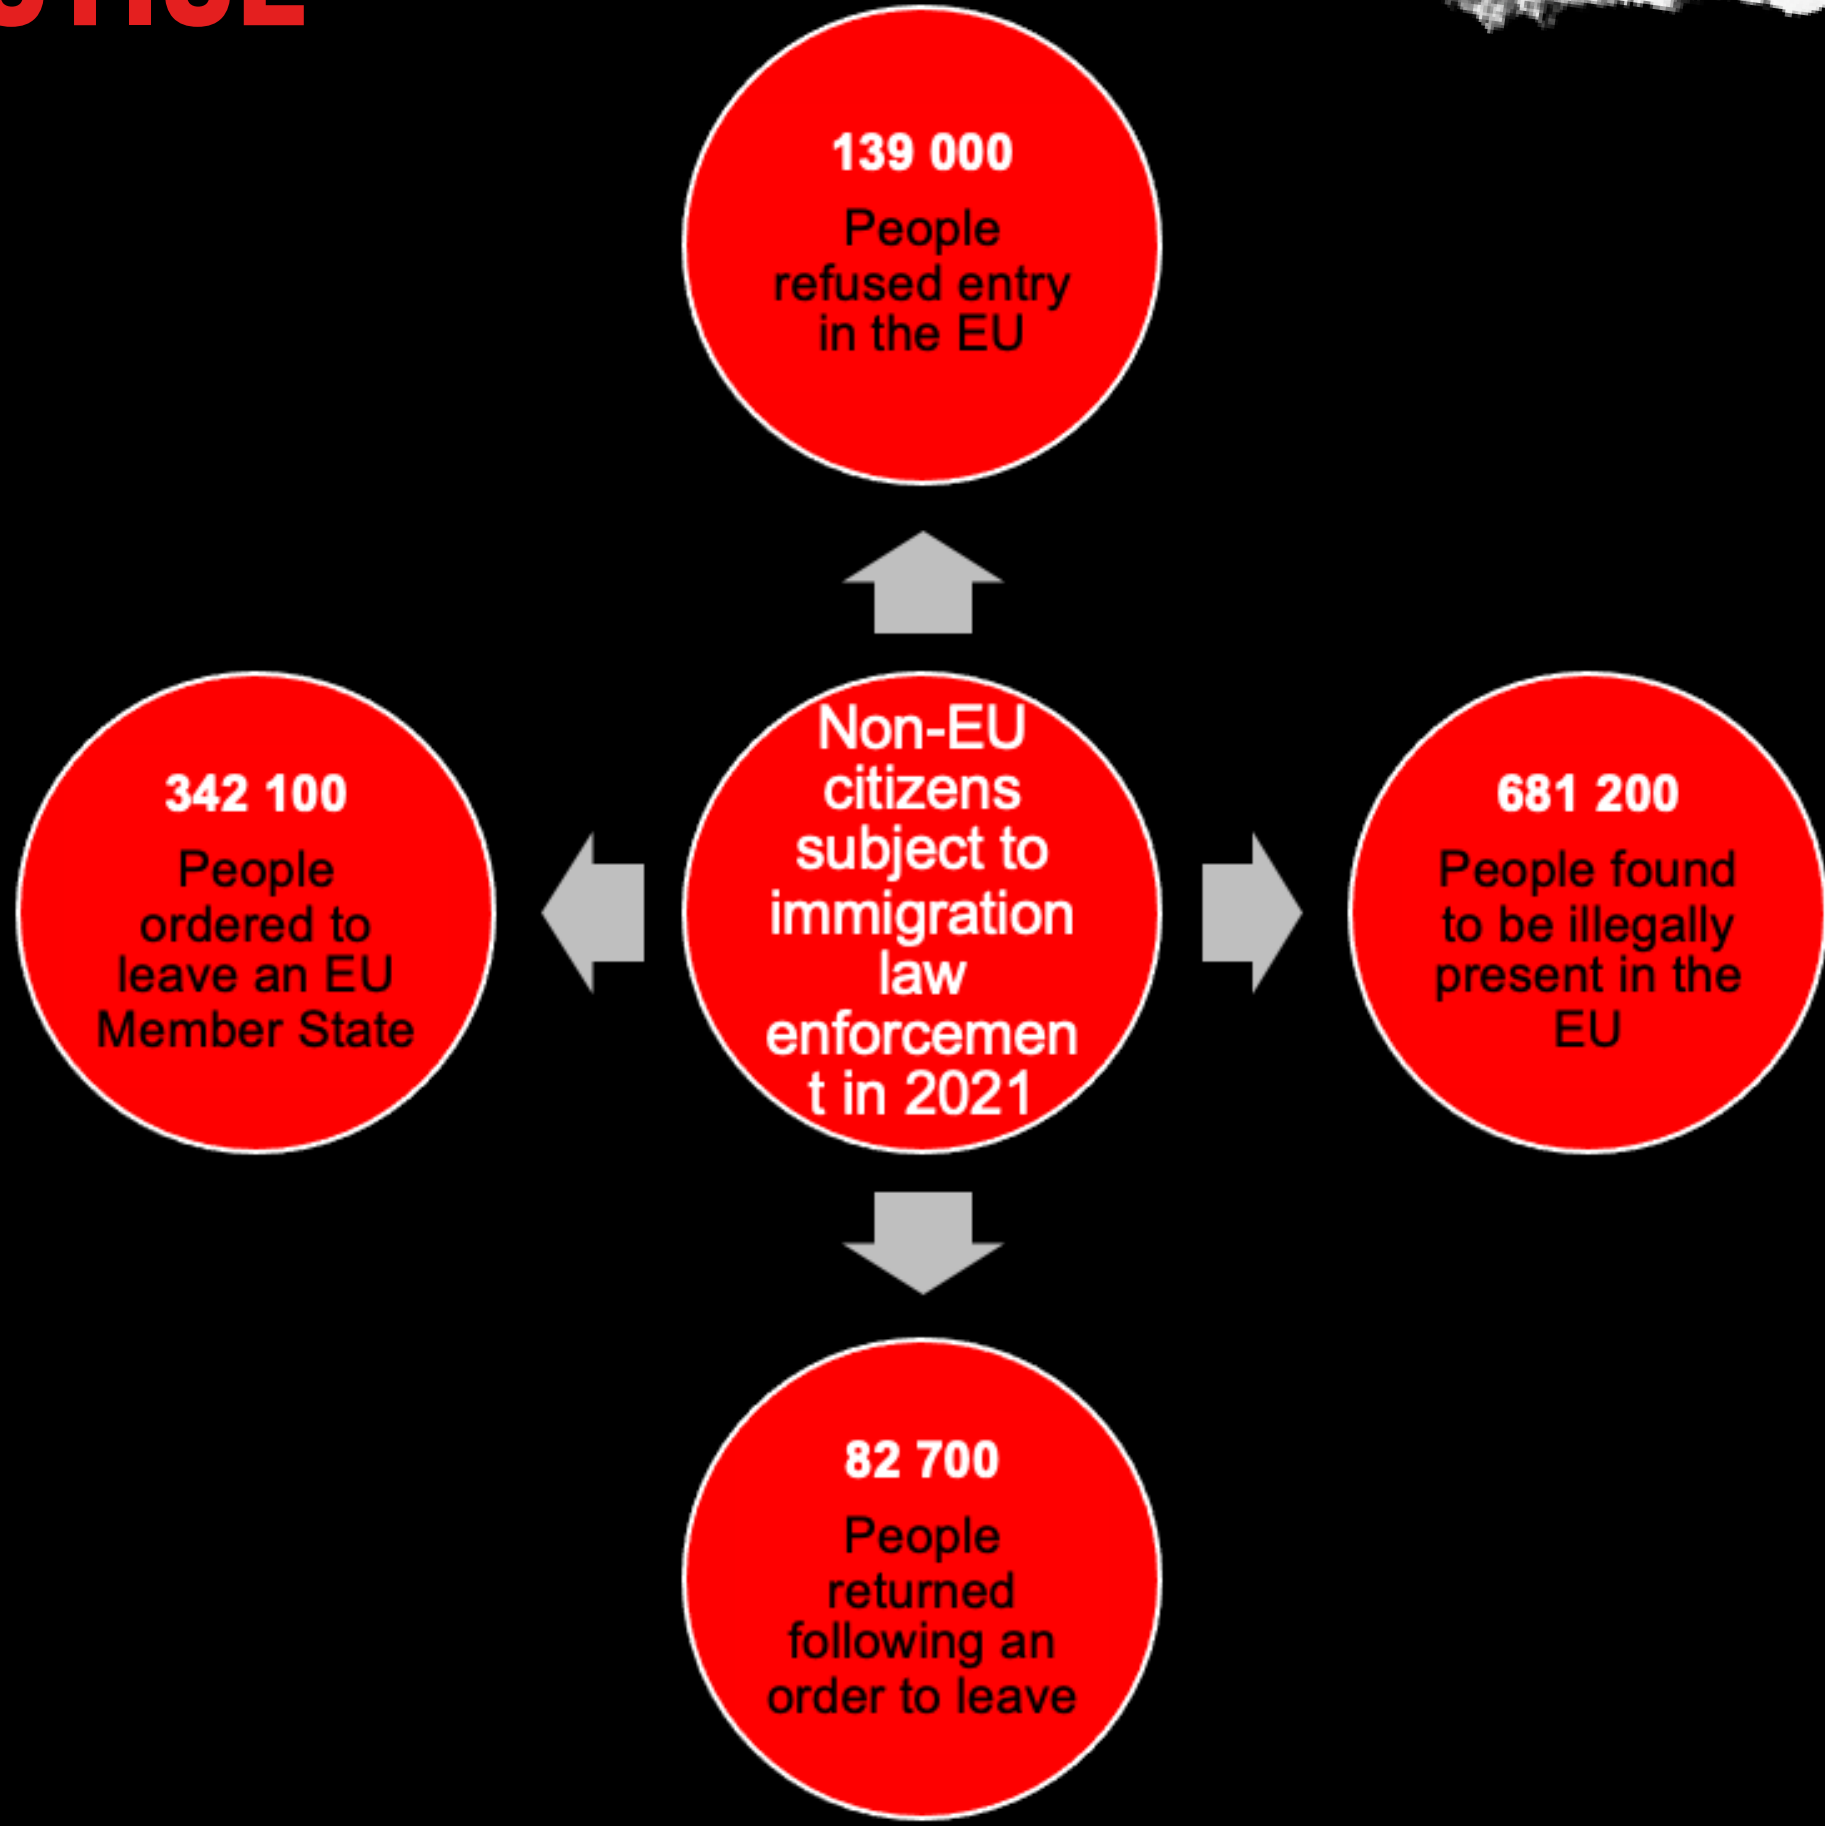 139 000
People
refused entry
in the EU
342 100
People
ordered to
leave an EU
Member State
Non-EU
citizens
subject to
immigration
law
enforcemen
t in 2021
681 200
People found
to be illegally
present in the
EU
82 700
People
returned
following an
order to leave